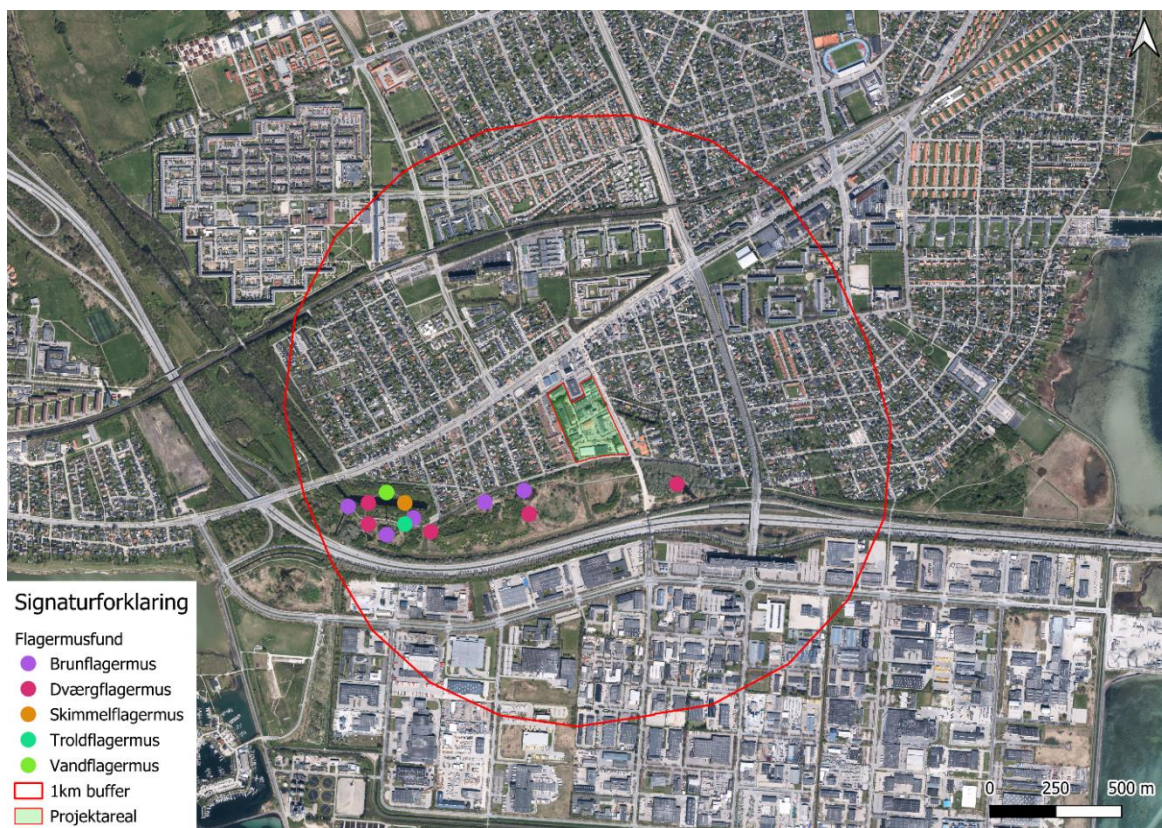 Signaturforklaring
Flagermusfund
Brunflagermus
Dværgflagermus
Skimmelflagermus
Troldflagermus
Vandflagermus
1km buffer
Projektareal
0 250 500 m